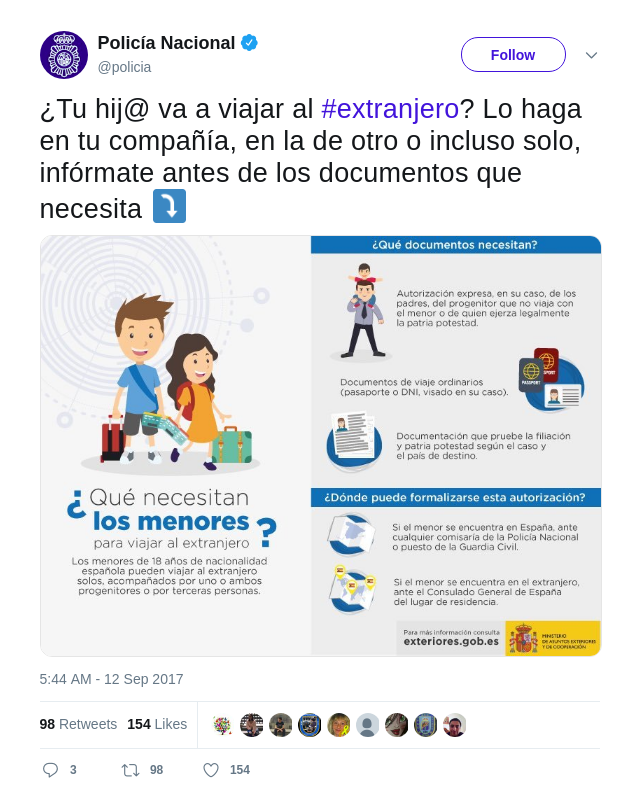 Policía Nacional
@policia
Follow
¿Tu hij@ va a viajar al #extranjero? Lo haga
en tu compañía, en la de otro o incluso solo,
infórmate antes de los documentos que
necesita
¿Qué necesitan
los menores?
para viajar al extranjero
Los menores de 18 años de nacionalidad
española pueden viajar al extranjero
solos, acompañados por uno o ambos
progenitores o por terceras personas.
¿Qué documentos necesitan?
Autorización expresa, en su caso, de los
padres, del progenitor que no viaja con
el menor o de quien ejerza legalmente
la patria potestad.
Documentos de viaje ordinarios
(pasaporte o DNI, visado en su caso).
PASSPORT
SPORT
Documentación que pruebe la filiación
y patria potestad según el caso y
el país de destino.
¿Dónde puede formalizarse esta autorización?
Si el menor se encuentra en España, ante
cualquier comisaría de la Policía Nacional
o puesto de la Guardia Civil.
Si el menor se encuentra en el extranjero,
ante el Consulado General de España
del lugar de residencia.
Para más información consulta
exteriores.gob.es
MINISTERIO
DE ASUNTOS EXTERIORES
Y DE COOPERACIÓN
5:44 AM - 12 Sep 2017
98 Retweets 154 Likes
3 98 154